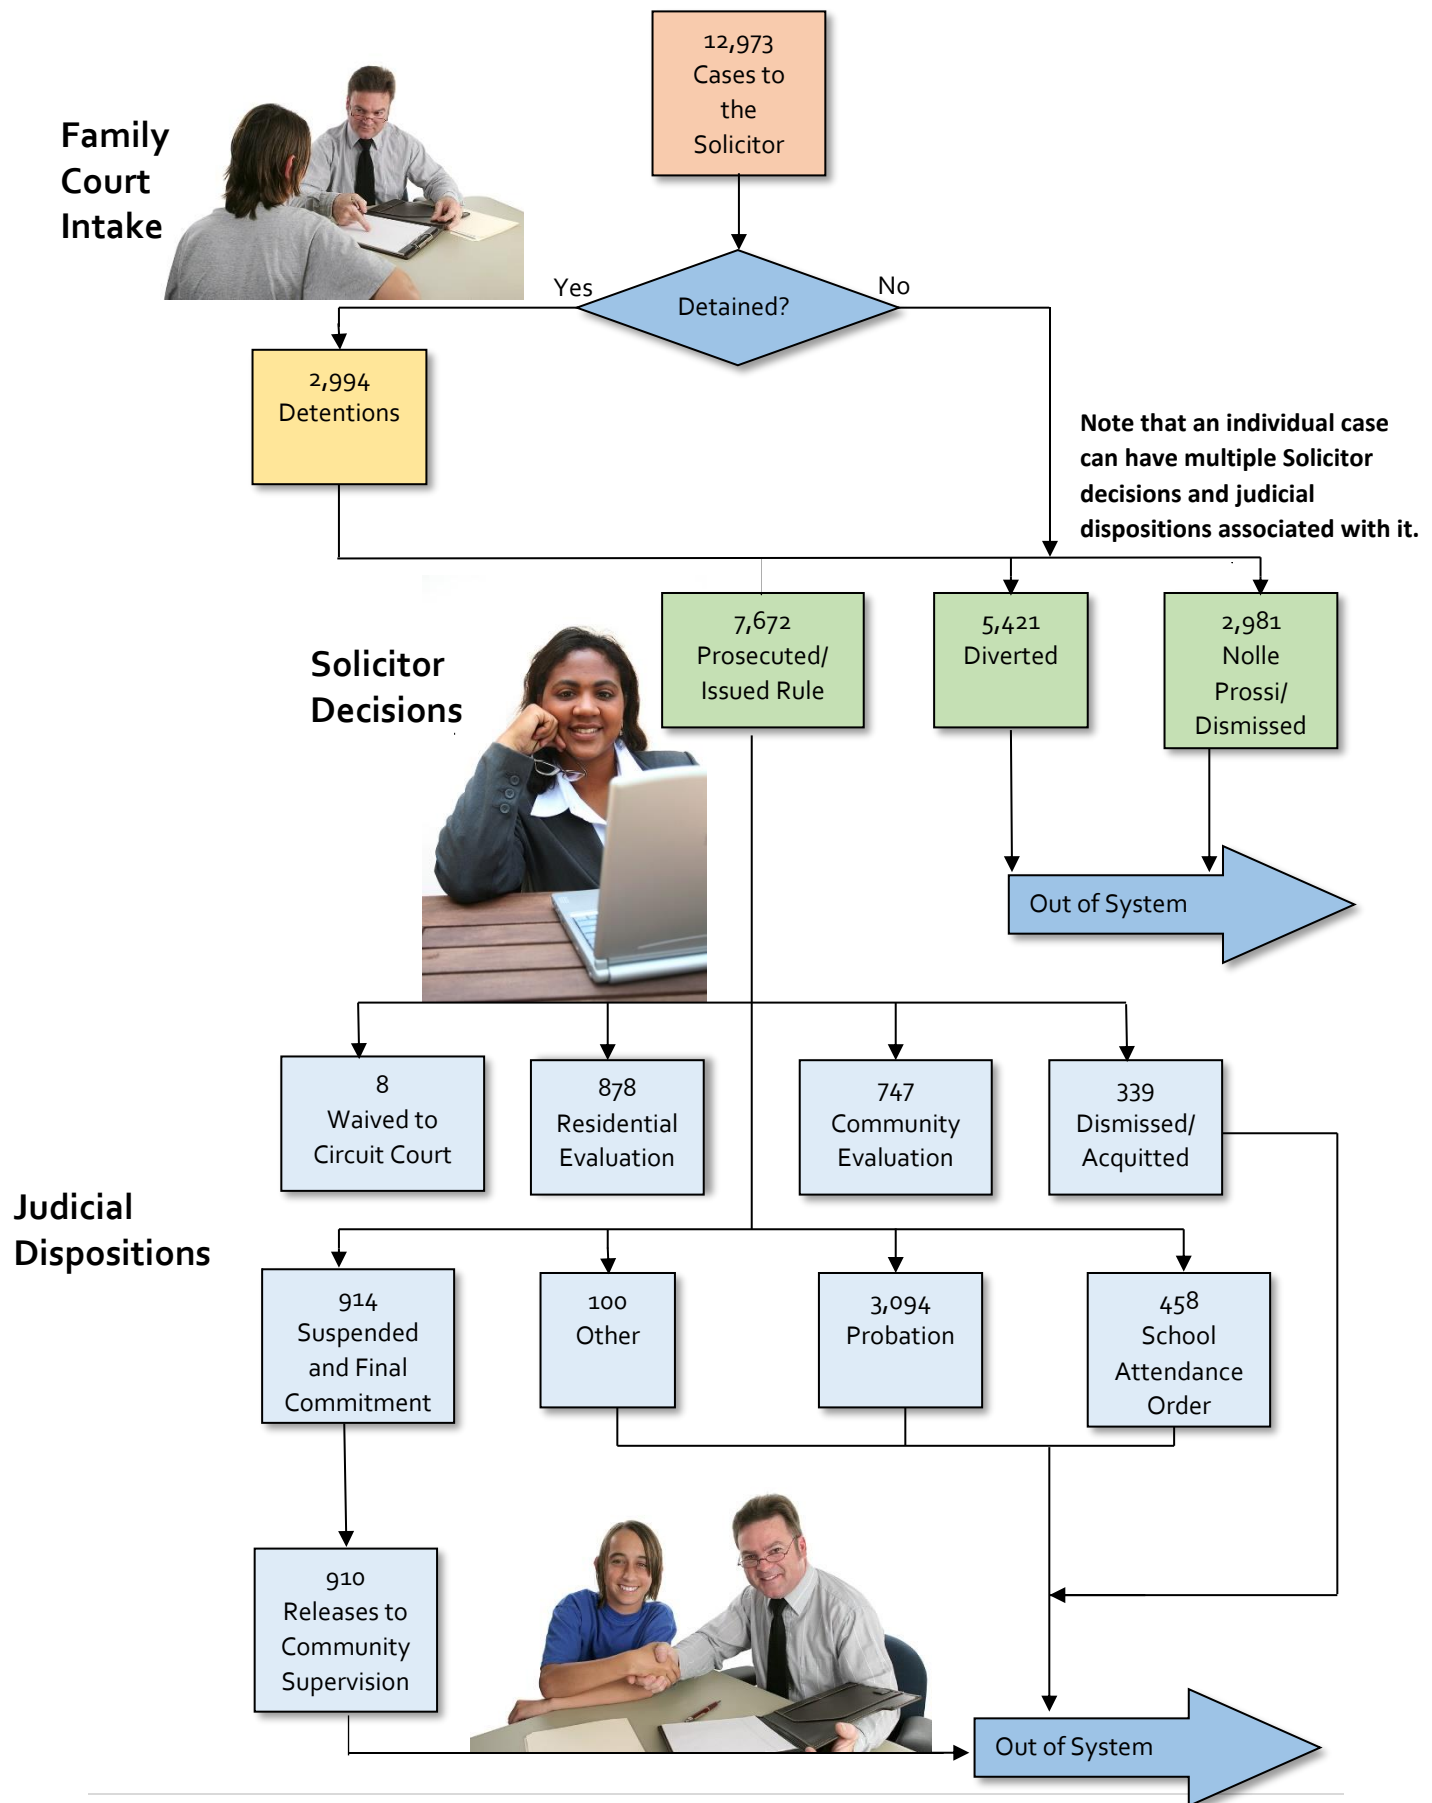 12,973
Cases to
the
Solicitor
Family
Court
Intake
Yes
Detained?
No
2,994
Detentions
Note that an individual case
can have multiple Solicitor
decisions and judicial
dispositions associated with it.
Solicitor
Decisions
7,672
Prosecuted/
Issued Rule
5,421
Diverted
2,981
Nolle
Prossi/
Dismissed
Out of System
8
Waived to
Circuit Court
878
Residential
Evaluation
747
Community
Evaluation
339
Dismissed/
Acquitted
Judicial
Dispositions
914
Suspended
and Final
Commitment
100
Other
3,094
Probation
458
School
Attendance
Order
910
Releases to
Community
Supervision
Out of System